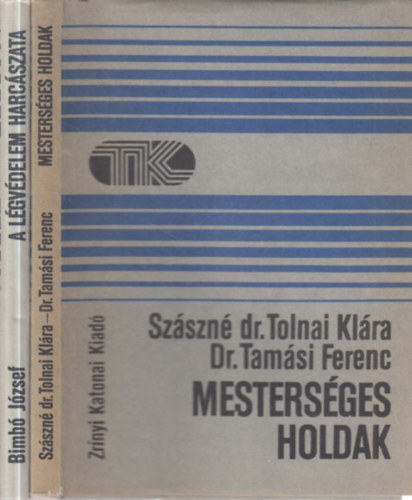 Bimbó József
A LÉGVÉDELEM HARCÁSZATA
Szászné dr. Tolnai Klára – Dr. Tamási Ferenc
MESTERSÉGES HOLDAK
TK
Zrínyi Katonai Kiadó
Szászné dr. Tolnai Klára
Dr. Tamási Ferenc
MESTERSÉGES
HOLDAK